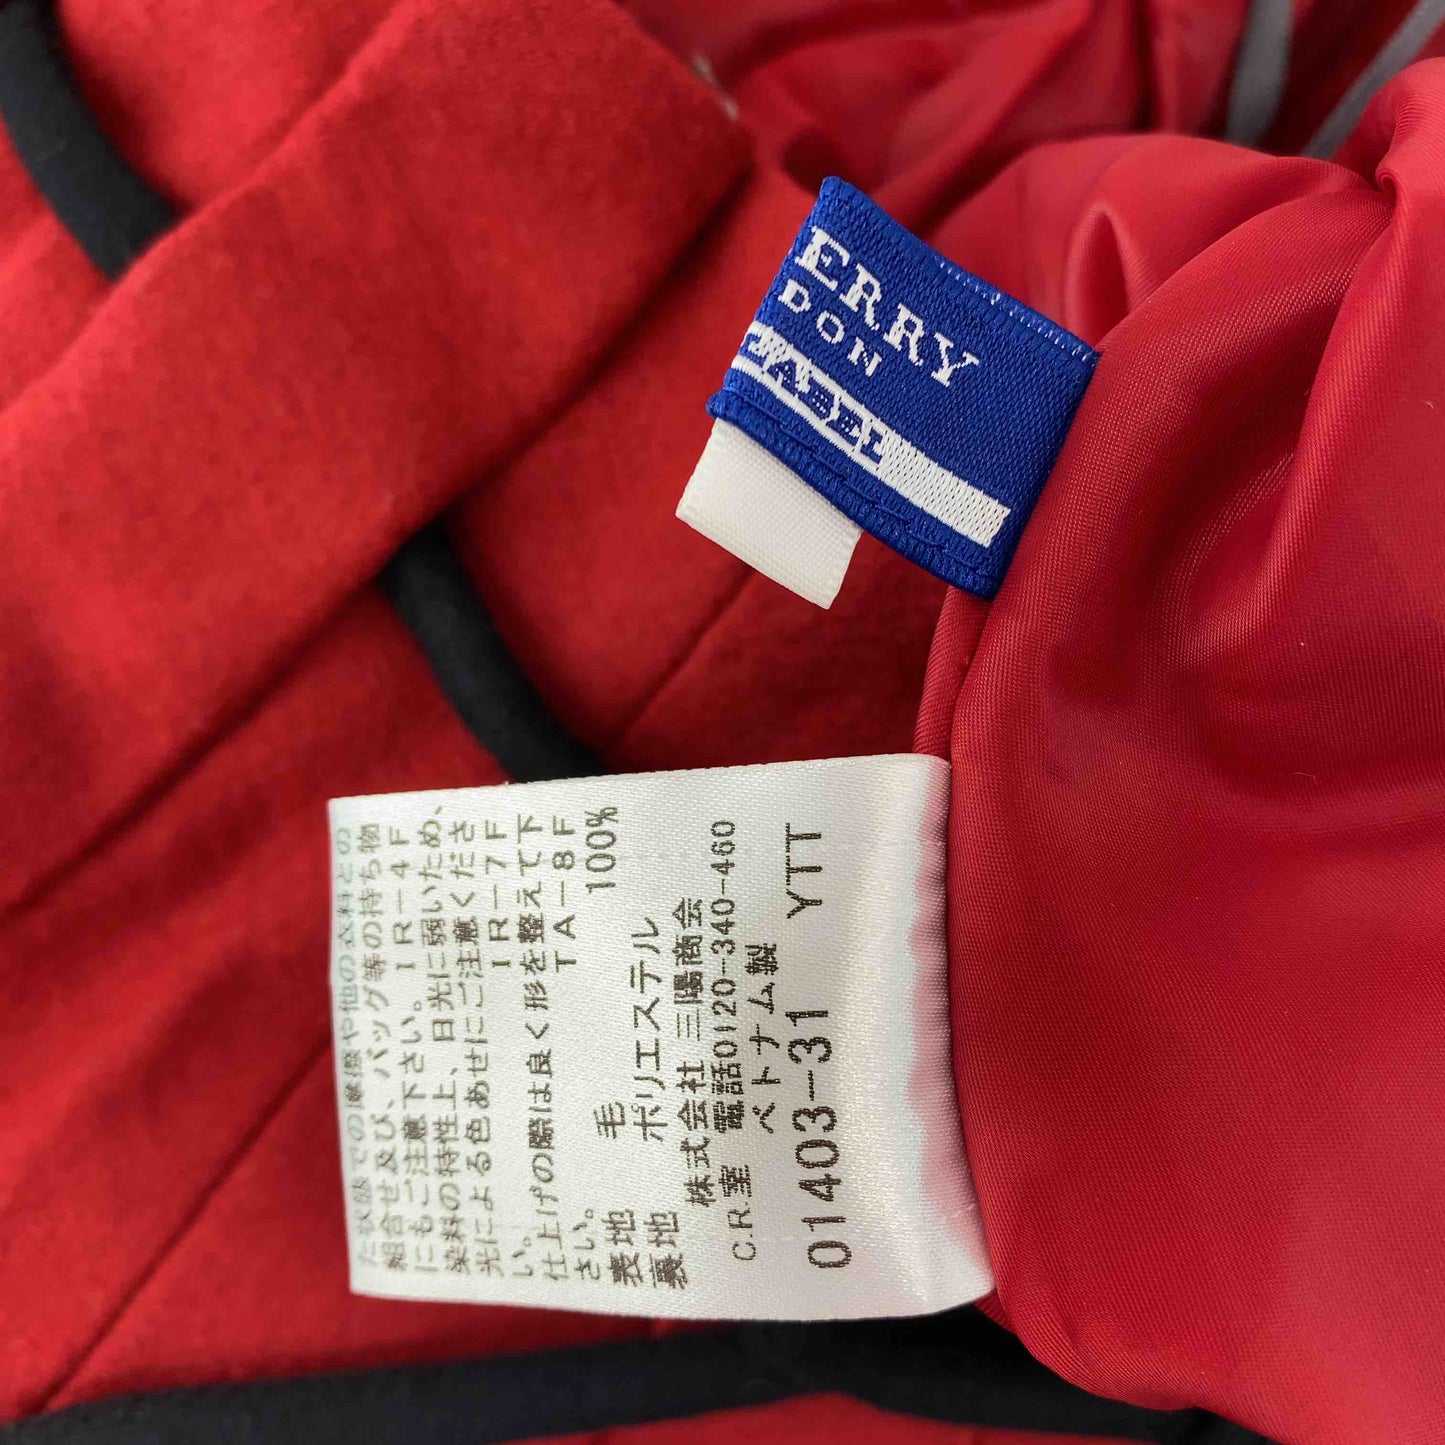 ERRY
DON
ABEL
た状態での摩擦や他の衣料との
組合せ及び、バッグ等の持ち物
にもご注意下さい。 IR-4F
染料の特性上、日光に弱いため、
光による色あせにご注意くださ
い。 IR-7F
仕上げの際は良く形を整えて下
さい。 TA-8F
表地 毛 100%
裏地 ポリエステル
株式会社 三陽商会
C.R.室 電話0120-340-460
ベトナム製
01403-31 YTT